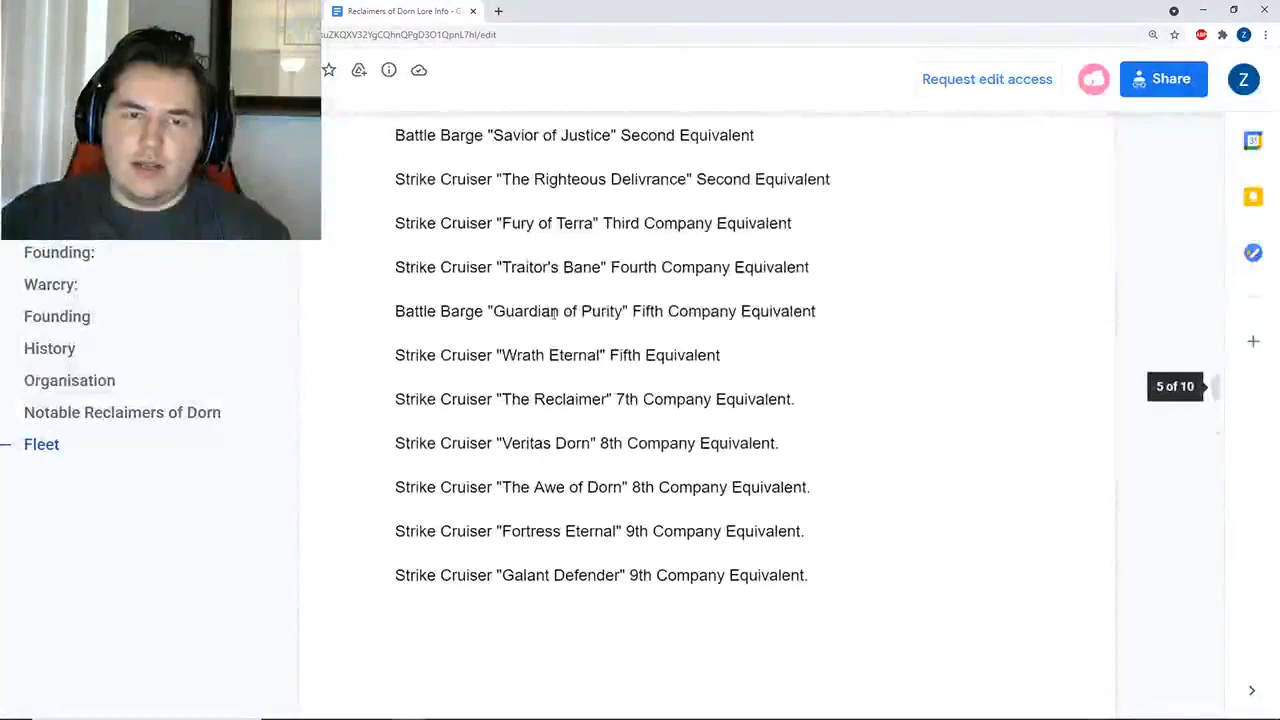 Reclaimers of Dorn Lore Info - G
uZKQXV32YgCQhnQPgD3O1QpnL7hI/edit
ABP
Z
Request edit access
Share
Z
31
Battle Barge "Savior of Justice" Second Equivalent
Strike Cruiser "The Righteous Delivrance" Second Equivalent
Strike Cruiser "Fury of Terra" Third Company Equivalent
Strike Cruiser "Traitor's Bane" Fourth Company Equivalent
Battle Barge "Guardian of Purity" Fifth Company Equivalent
Strike Cruiser "Wrath Eternal" Fifth Equivalent
Strike Cruiser "The Reclaimer" 7th Company Equivalent.
Strike Cruiser "Veritas Dorn" 8th Company Equivalent.
Strike Cruiser "The Awe of Dorn" 8th Company Equivalent.
Strike Cruiser "Fortress Eternal" 9th Company Equivalent.
Strike Cruiser "Galant Defender" 9th Company Equivalent.
Founding:
Warcry:
Founding
History
Organisation
Notable Reclaimers of Dorn
Fleet
5 of 10